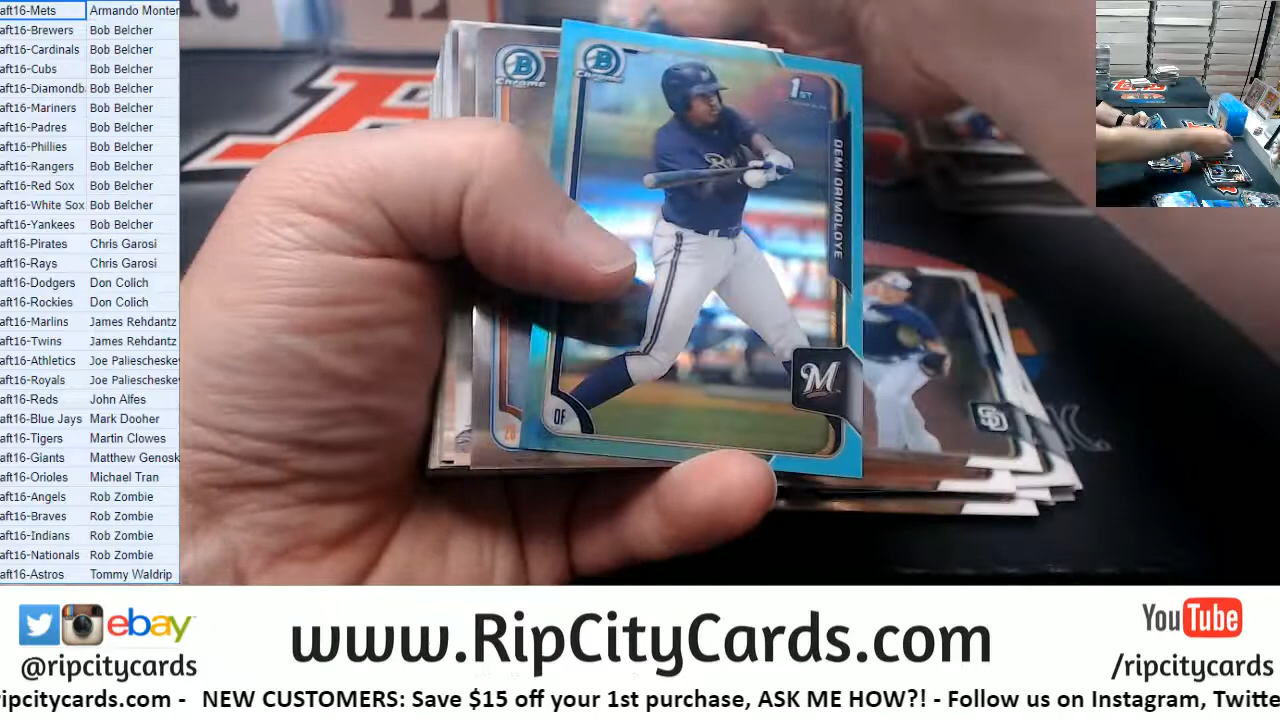 aft16-Mets Armando Monter
aft16-Brewers Bob Belcher
aft16-Cardinals Bob Belcher
aft16-Cubs Bob Belcher
aft16-Diamondb Bob Belcher
aft16-Mariners Bob Belcher
aft16-Padres Bob Belcher
aft16-Phillies Bob Belcher
aft16-Rangers Bob Belcher
aft16-Red Sox Bob Belcher
aft16-White Sox Bob Belcher
aft16-Yankees Bob Belcher
aft16-Pirates Chris Garosi
aft16-Rays Chris Garosi
aft16-Dodgers Don Colich
aft16-Rockies Don Colich
aft16-Marlins James Rehdantz
aft16-Twins James Rehdantz
aft16-Athletics Joe Paliescheskey
aft16-Royals Joe Paliescheske
aft16-Reds John Alfes
aft16-Blue Jays Mark Dooher
aft16-Tigers Martin Clowes
aft16-Giants Matthew Genosk
aft16-Orioles Michael Tran
aft16-Angels Rob Zombie
aft16-Braves Rob Zombie
aft16-Indians Rob Zombie
aft16-Nationals Rob Zombie
aft16-Astros Tommy Waldrip
B
Chrome
B
Chrome
1ST
DEMI ORIMOLOYE
M
OF
SD
ebay
@ripcitycards
www.RipCityCards.com
YouTube
/ripcitycards
ripcitycards.com - NEW CUSTOMERS: Save $15 off your 1st purchase, ASK ME HOW?! - Follow us on Instagram, Twitte